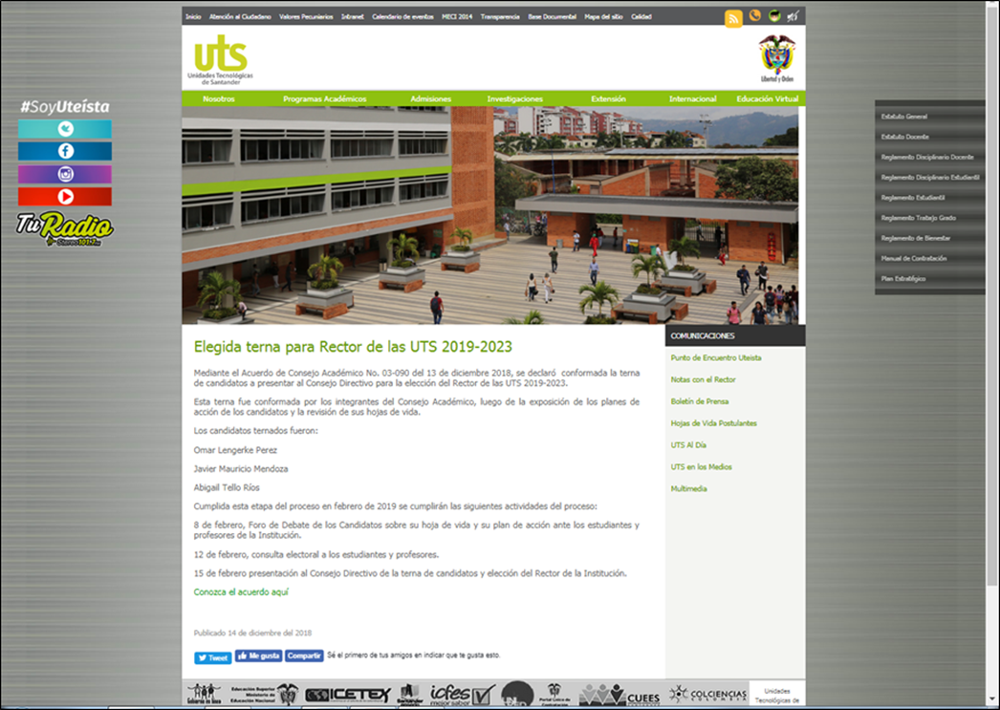 Inicio Atención al Ciudadano Valores Pecuniarios Intranet Calendario de eventos MECI 2014 Transparencia Base Documental Mapa del sitio Calidad
uts
Unidades Tecnológicas
de Santander
Libertad y Orden
Nosotros Programas Académicos Admisiones Investigaciones Extensión Internacional Educación Virtual
#SoyUteísta
Tu Radio
Stereo 101.7
Estatuto General
Estatuto Docente
Reglamento Disciplinario Docente
Reglamento Disciplinario Estudiantil
Reglamento Estudiantil
Reglamento Trabajo Grado
Reglamento de Bienestar
Manual de Contratación
Plan Estratégico
Elegida terna para Rector de las UTS 2019-2023
Mediante el Acuerdo de Consejo Académico No. 03-090 del 13 de diciembre 2018, se declaró conformada la terna
de candidatos a presentar al Consejo Directivo para la elección del Rector de las UTS 2019-2023.
Esta terna fue conformada por los integrantes del Consejo Académico, luego de la exposición de los planes de
acción de los candidatos y la revisión de sus hojas de vida.
Los candidatos ternados fueron:
Omar Lengerke Perez
Javier Mauricio Mendoza
Abigail Tello Ríos
Cumplida esta etapa del proceso en febrero de 2019 se cumplirán las siguientes actividades del proceso:
8 de febrero, Foro de Debate de los Candidatos sobre su hoja de vida y su plan de acción ante los estudiantes y
profesores de la Institución.
12 de febrero, consulta electoral a los estudiantes y profesores.
15 de febrero presentación al Consejo Directivo de la terna de candidatos y elección del Rector de la Institución.
Conozca el acuerdo aquí
Publicado 14 de diciembre del 2018
Tweet Me gusta Compartir Sé el primero de tus amigos en indicar que te gusta esto.
COMUNICACIONES
Punto de Encuentro Uteista
Notas con el Rector
Boletín de Prensa
Hojas de Vida Postulantes
UTS Al Día
UTS en los Medios
Multimedia
Gobierno en línea
Educación Superior
Ministerio de
Educación Nacional
ICETEX
Santander
icfes
mejor saber
Portal Único de
Contratación
CUEES
COLCIENCIAS
COLOMBIA
Unidades
Tecnológicas de